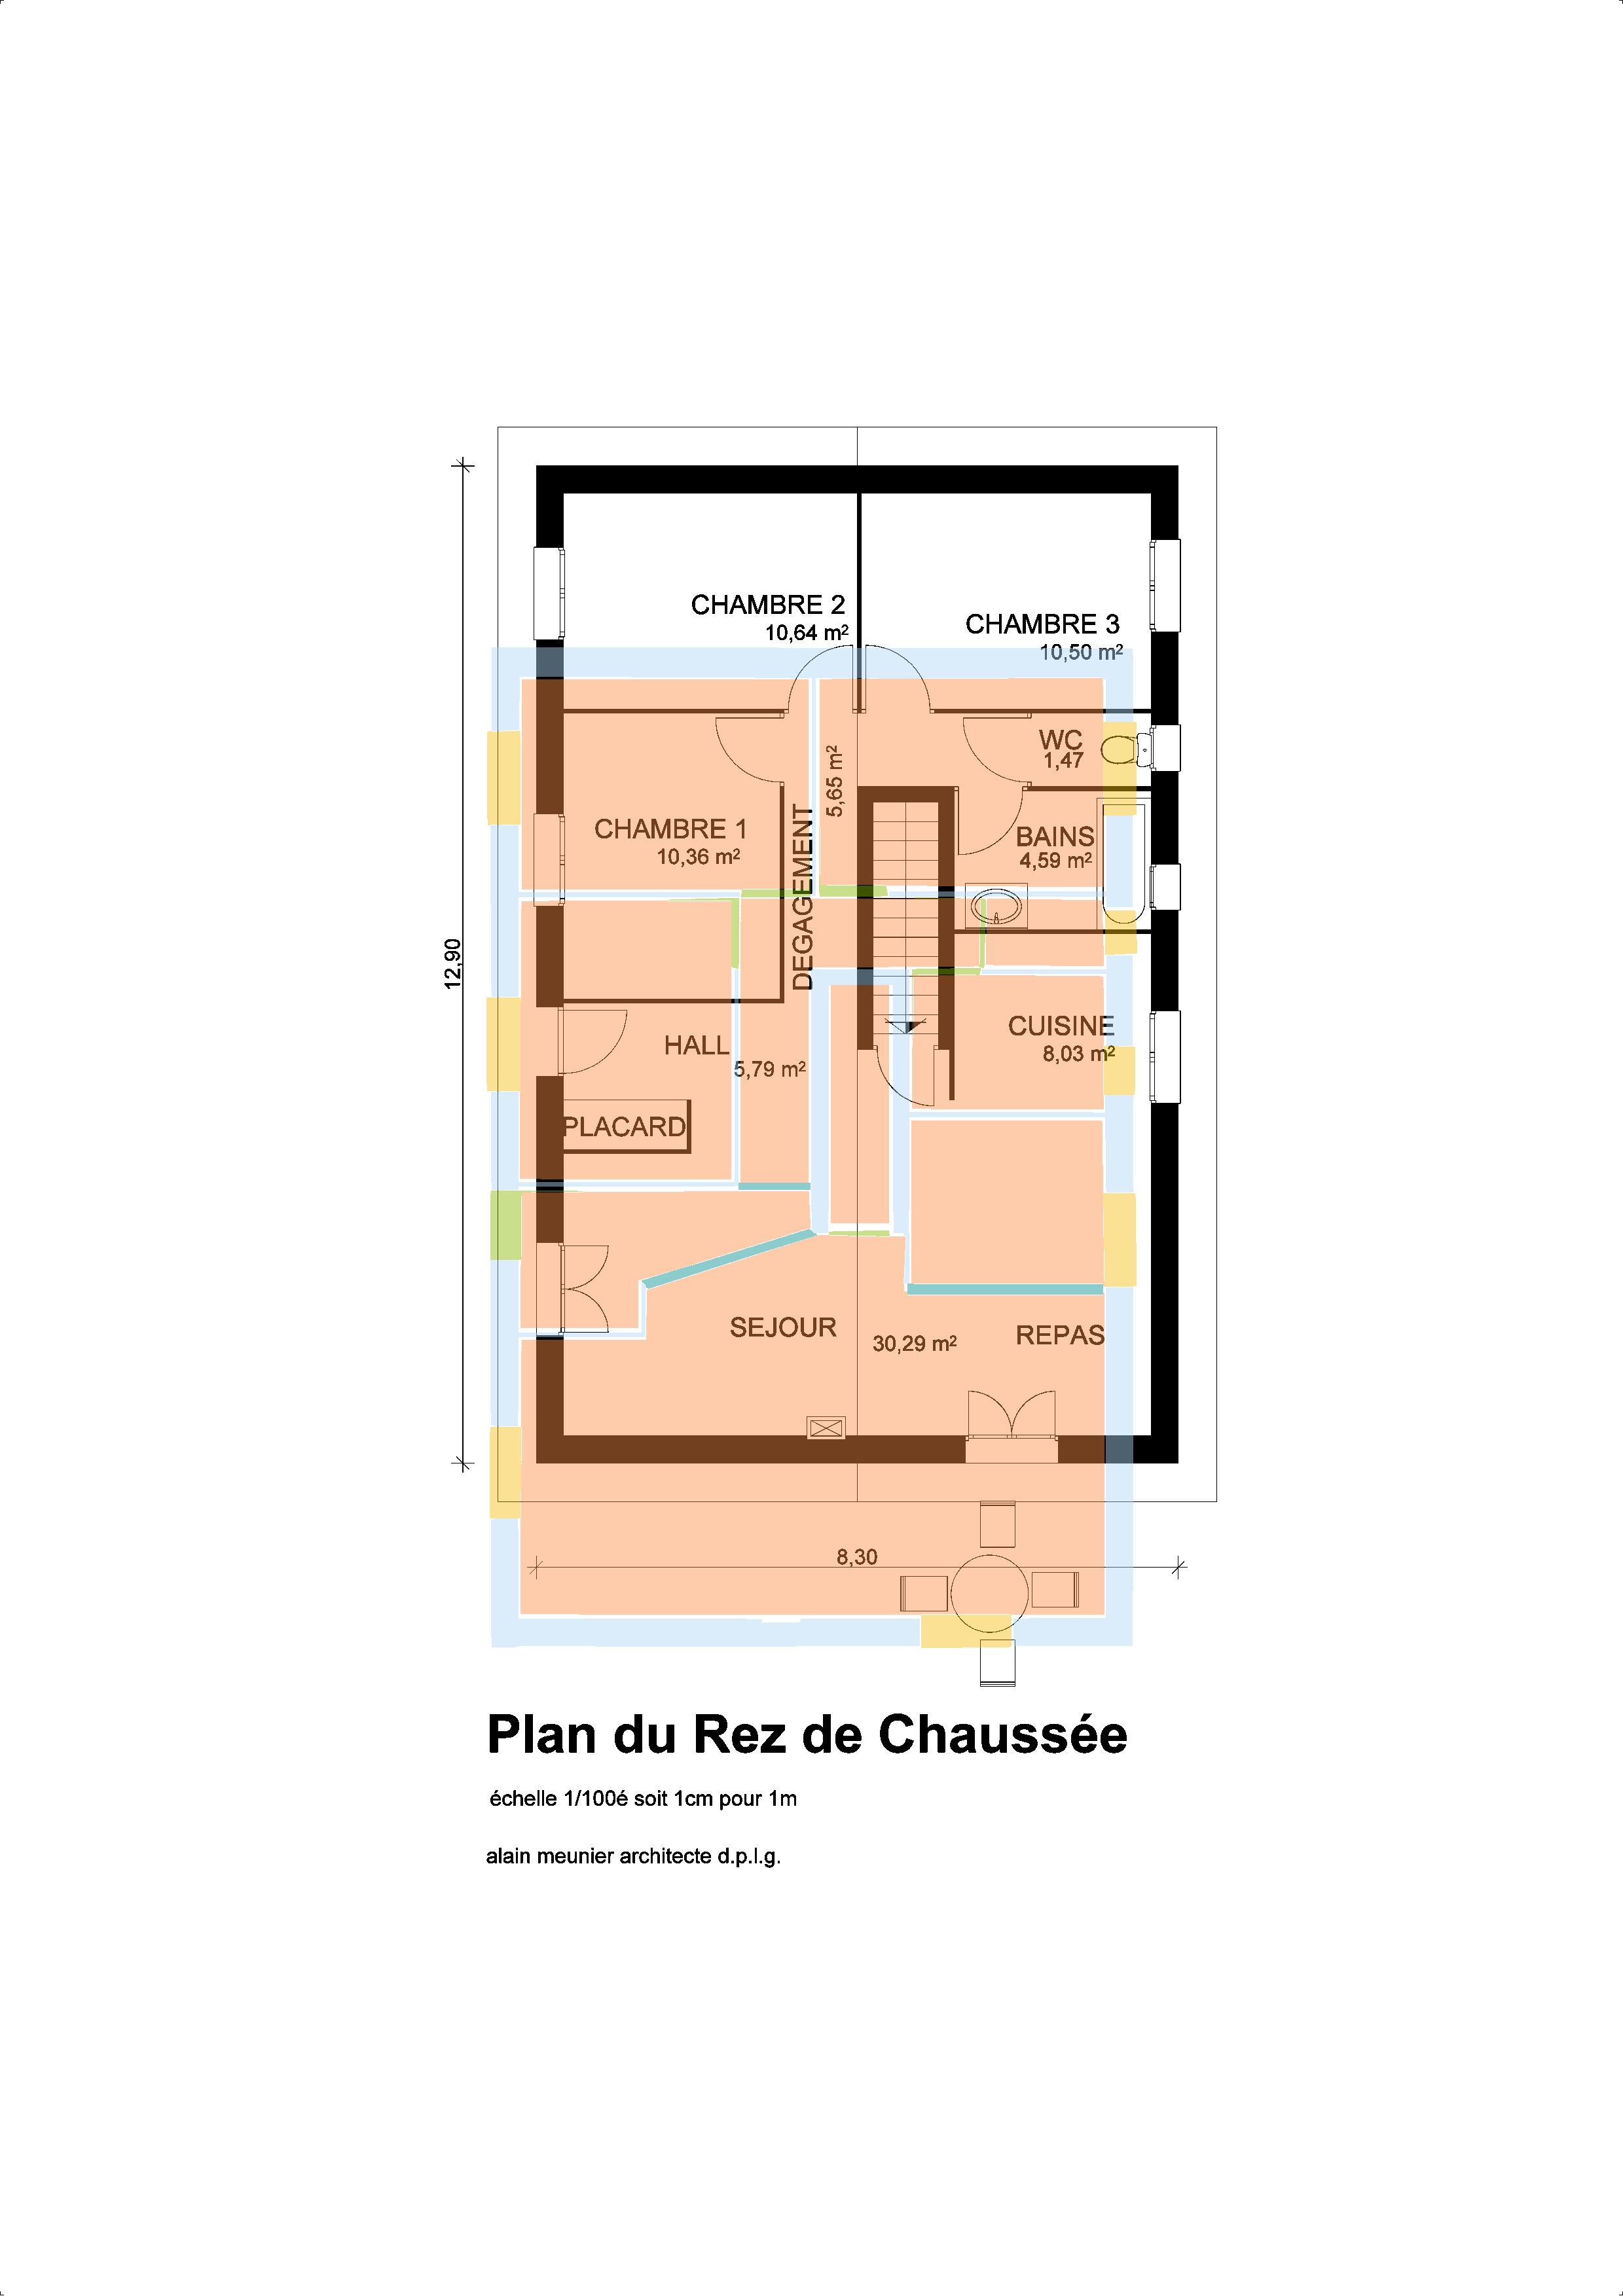 CHAMBRE 2
10,64 m²
CHAMBRE 3
10,50 m²
WC
1,47
5,65 m²
DEGAGEMENT
CHAMBRE 1
10,36 m²
BAINS
4,59 m²
12,90
HALL
5,79 m²
CUISINE
8,03 m²
PLACARD
SEJOUR
30,29 m²
REPAS
8,30
Plan du Rez de Chaussée
échelle 1/100é soit 1cm pour 1m
alain meunier architecte d.p.l.g.